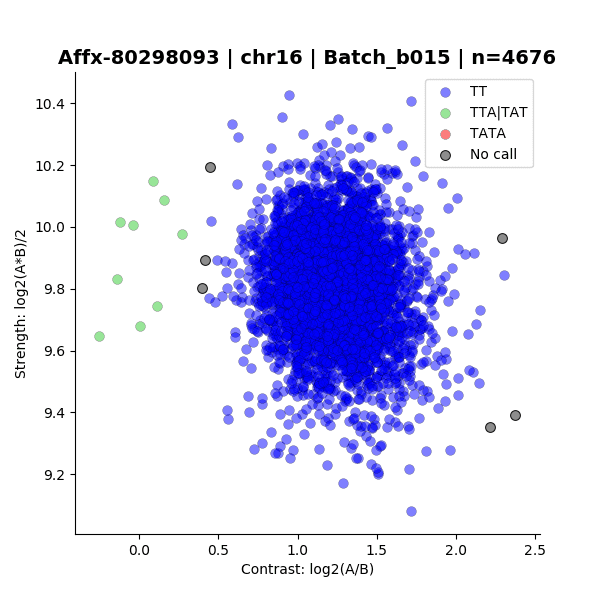 Affx-80298093 | chr16 | Batch_b015 | n=4676
TT
TTA|TAT
TATA
No call
Strength: log2(A*B)/2
10.4
10.2
10.0
9.8
9.6
9.4
9.2
0.0
0.5
1.0
1.5
2.0
2.5
Contrast: log2(A/B)